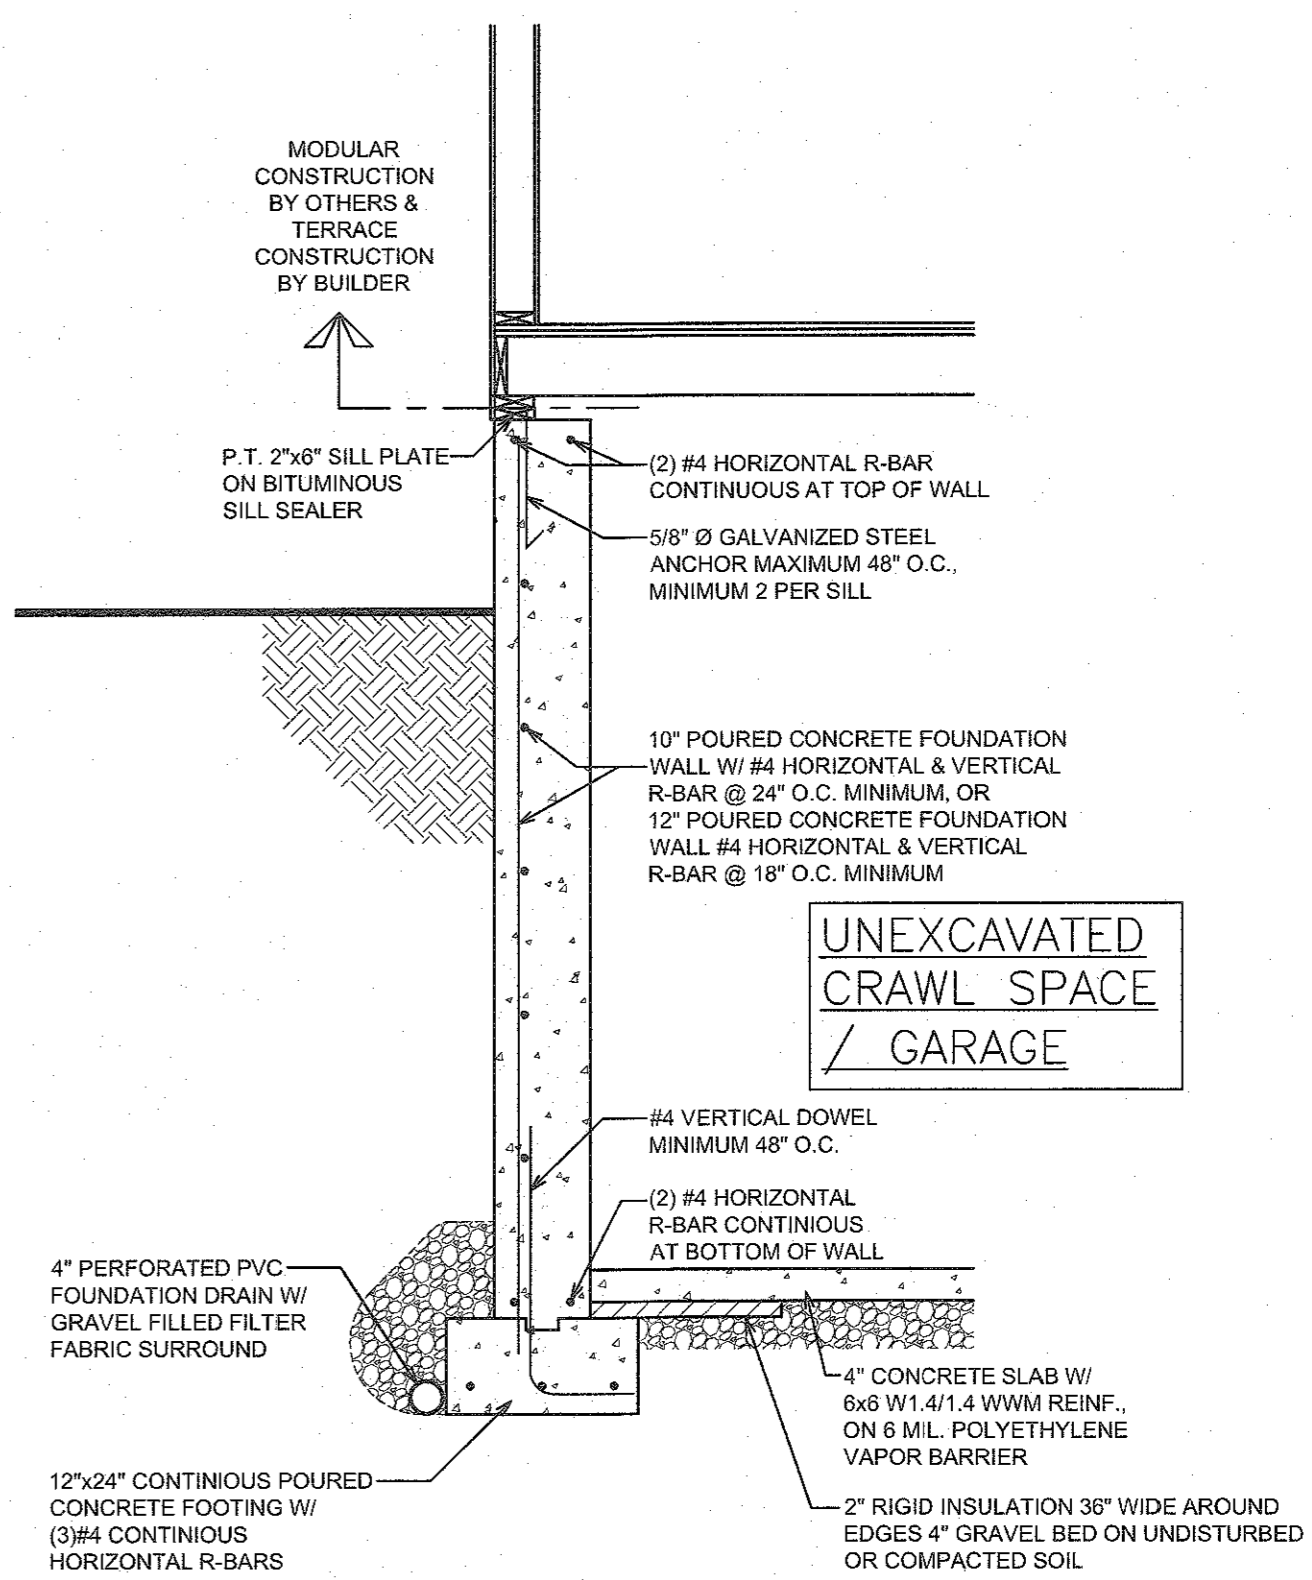 MODULAR
CONSTRUCTION
BY OTHERS &
TERRACE
CONSTRUCTION
BY BUILDER
P.T. 2"x6" SILL PLATE
ON BITUMINOUS
SILL SEALER
(2) #4 HORIZONTAL R-BAR
CONTINUOUS AT TOP OF WALL
5/8" Ø GALVANIZED STEEL
ANCHOR MAXIMUM 48" O.C.,
MINIMUM 2 PER SILL
10" POURED CONCRETE FOUNDATION
WALL W/ #4 HORIZONTAL & VERTICAL
R-BAR @ 24" O.C. MINIMUM, OR
12" POURED CONCRETE FOUNDATION
WALL #4 HORIZONTAL & VERTICAL
R-BAR @ 18" O.C. MINIMUM
UNEXCAVATED
CRAWL SPACE
/ GARAGE
#4 VERTICAL DOWEL
MINIMUM 48" O.C.
(2) #4 HORIZONTAL
R-BAR CONTINIOUS
AT BOTTOM OF WALL
4" PERFORATED PVC
FOUNDATION DRAIN W/
GRAVEL FILLED FILTER
FABRIC SURROUND
4" CONCRETE SLAB W/
6x6 W1.4/1.4 WWM REINF.,
ON 6 MIL. POLYETHYLENE
VAPOR BARRIER
12"x24" CONTINIOUS POURED
CONCRETE FOOTING W/
(3)#4 CONTINIOUS
HORIZONTAL R-BARS
2" RIGID INSULATION 36" WIDE AROUND
EDGES 4" GRAVEL BED ON UNDISTURBED
OR COMPACTED SOIL